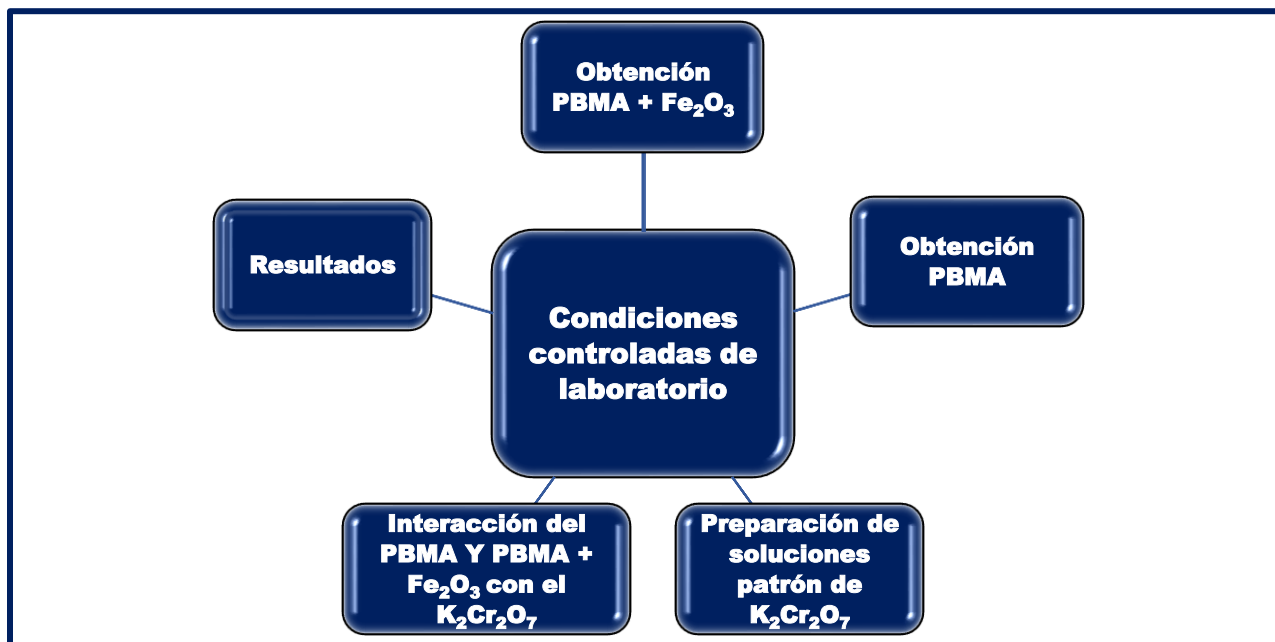 Obtención
PBMA + Fe₂O₃
Obtención
PBMA
Resultados
Condiciones
controladas de
laboratorio
Interacción del
PBMA Y PBMA +
Fe₂O₃ con el
K₂Cr₂O₇
Preparación de
soluciones
patrón de
K₂Cr₂O₇